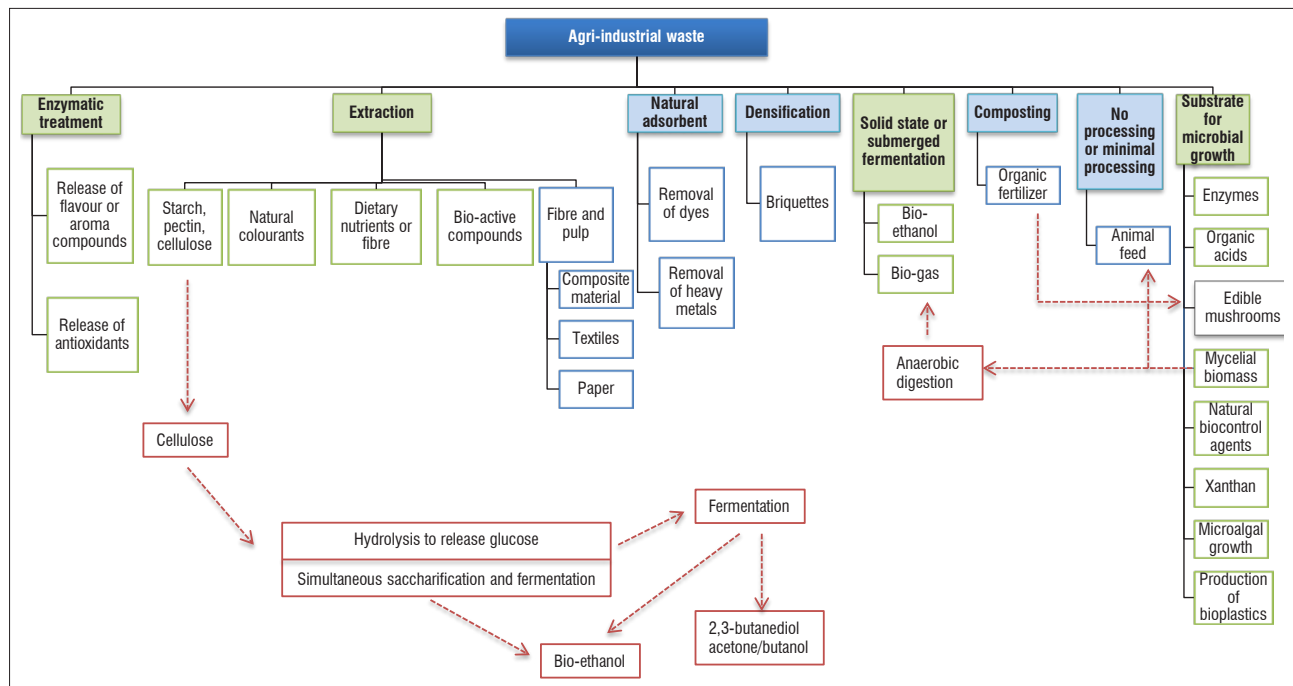 Agri-industrial waste
Enzymatic
treatment
Extraction
Natural
adsorbent
Densification
Solid state or
submerged
fermentation
Composting
No
processing
or minimal
processing
Substrate
for
microbial
growth
Release of
flavour or
aroma
compounds
Release of
antioxidants
Starch,
pectin,
cellulose
Natural
colourants
Dietary
nutrients or
fibre
Bio-active
compounds
Fibre and
pulp
Composite
material
Textiles
Paper
Removal
of dyes
Removal
of heavy
metals
Briquettes
Bio-
ethanol
Bio-gas
Anaerobic
digestion
Organic
fertilizer
Animal
feed
Enzymes
Organic
acids
Edible
mushrooms
Mycelial
biomass
Natural
biocontrol
agents
Xanthan
Microalgal
growth
Production
of
bioplastics
Cellulose
Hydrolysis to release glucose
Simultaneous saccharification and fermentation
Fermentation
Bio-ethanol
2,3-butanediol
acetone/butanol